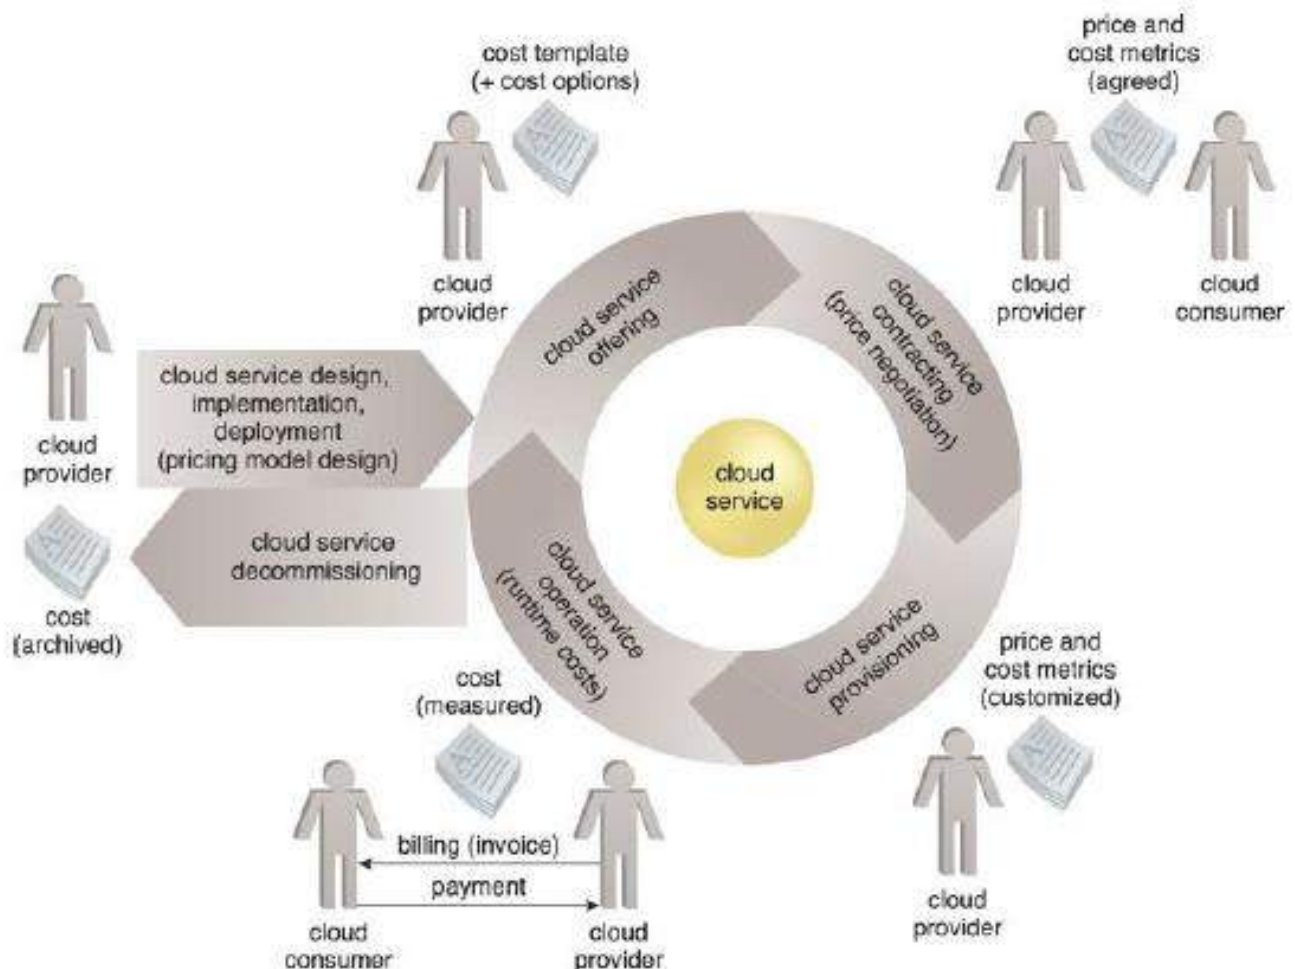 cost template
(+ cost options)
cloud
provider
price and
cost metrics
(agreed)
cloud
provider
cloud
consumer
cloud
provider
cloud service design,
implementation,
deployment
(pricing model design)
cloud service
offering
cloud service
contracting
(price negotiation)
cloud
service
cloud service
decommissioning
cost
(archived)
cloud service
operation
(runtime costs)
cloud service
provisioning
price and
cost metrics
(customized)
cloud
provider
cost
(measured)
billing (invoice)
payment
cloud
consumer
cloud
provider